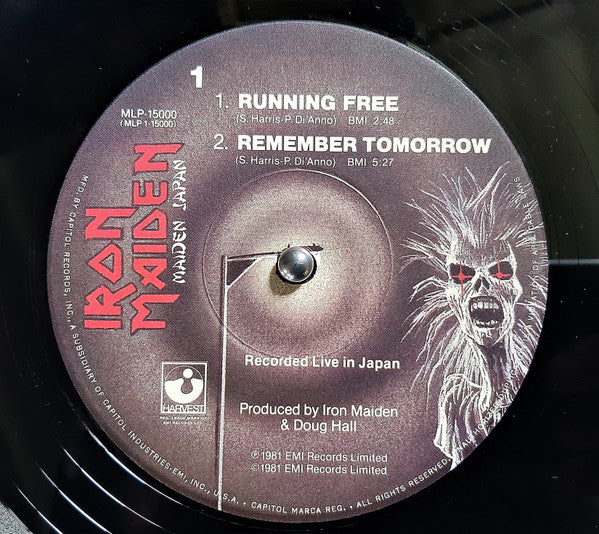 1
MLP-15000
(MLP 1-15000)
1. RUNNING FREE
(S. Harris-P. Di'Anno) BMI 2:48
2. REMEMBER TOMORROW
(S. Harris-P. Di'Anno) BMI 5:27
IRON
MAIDEN
MAIDEN JAPAN
Recorded Live in Japan
HARVEST
Produced by Iron Maiden
& Doug Hall
℗1981 EMI Records Limited
©1981 EMI Records Limited
MFD. BY CAPITOL RECORDS, INC., A SUBSIDIARY OF CAPITOL INDUSTRIES-EMI, INC., U.S.A. • CAPITOL MARCA REG. • ALL RIGHTS RESERVED.